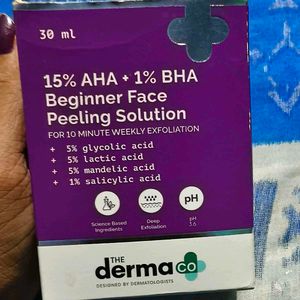 30 ml
15% AHA + 1% BHA
Beginner Face
Peeling Solution
FOR 10 MINUTE WEEKLY EXFOLIATION
+ 5% glycolic acid
+ 5% lactic acid
+ 5% mandelic acid
+ 1% salicylic acid
pH
Science Based
Ingredients
Deep
Exfoliation
pH
3.6
THE
derma co
DESIGNED BY DERMATOLOGISTS